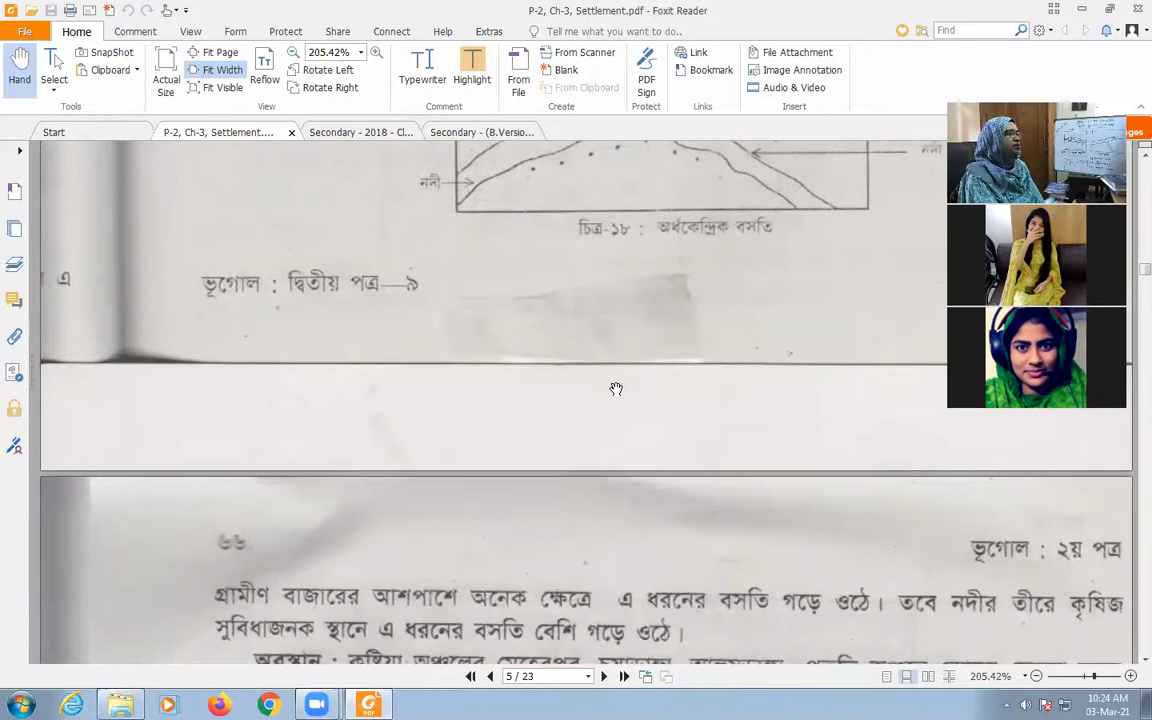 P-2, Ch-3, Settlement.pdf - Foxit Reader
File Home Comment View Form Protect Share Connect Help Extras Tell me what you want to do.. Find
Hand Select SnapShot Clipboard Actual Size Fit Page Fit Width Fit Visible Reflow 205.42% Rotate Left Rotate Right Typewriter Highlight From File From Scanner Blank From Clipboard PDF Sign Link Bookmark File Attachment Image Annotation Audio & Video
Tools View Comment Create Protect Links Insert
Start P-2, Ch-3, Settlement.... Secondary - 2018 - Cl... Secondary - (B.Versio...
নদী
নদী
চিত্র-১৮ : অর্ধকেন্দ্রিক বসতি
এ
ভূগোল : দ্বিতীয় পত্র—৯
৬৬
ভূগোল : ২য় পত্র
গ্রামীণ বাজারের আশপাশে অনেক ক্ষেত্রে এ ধরনের বসতি গড়ে ওঠে। তবে নদীর তীরে কৃষিজ
সুবিধাজনক স্থানে এ ধরনের বসতি বেশি গড়ে ওঠে।
অবস্থান : কুষ্টিয়া অঞ্চলের মেহেরপুর,
5 / 23
205.42%
10:24 AM
03-Mar-21